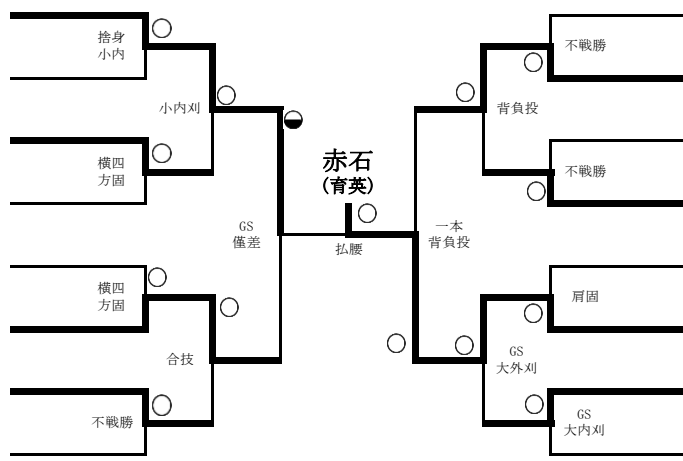 捨身
小内
不戦勝
小内刈
背負投
横四
方固
赤石
(育英)
不戦勝
GS
僅差
一本
背負投
払腰
横四
方固
肩固
合技
GS
大外刈
不戦勝
GS
大内刈